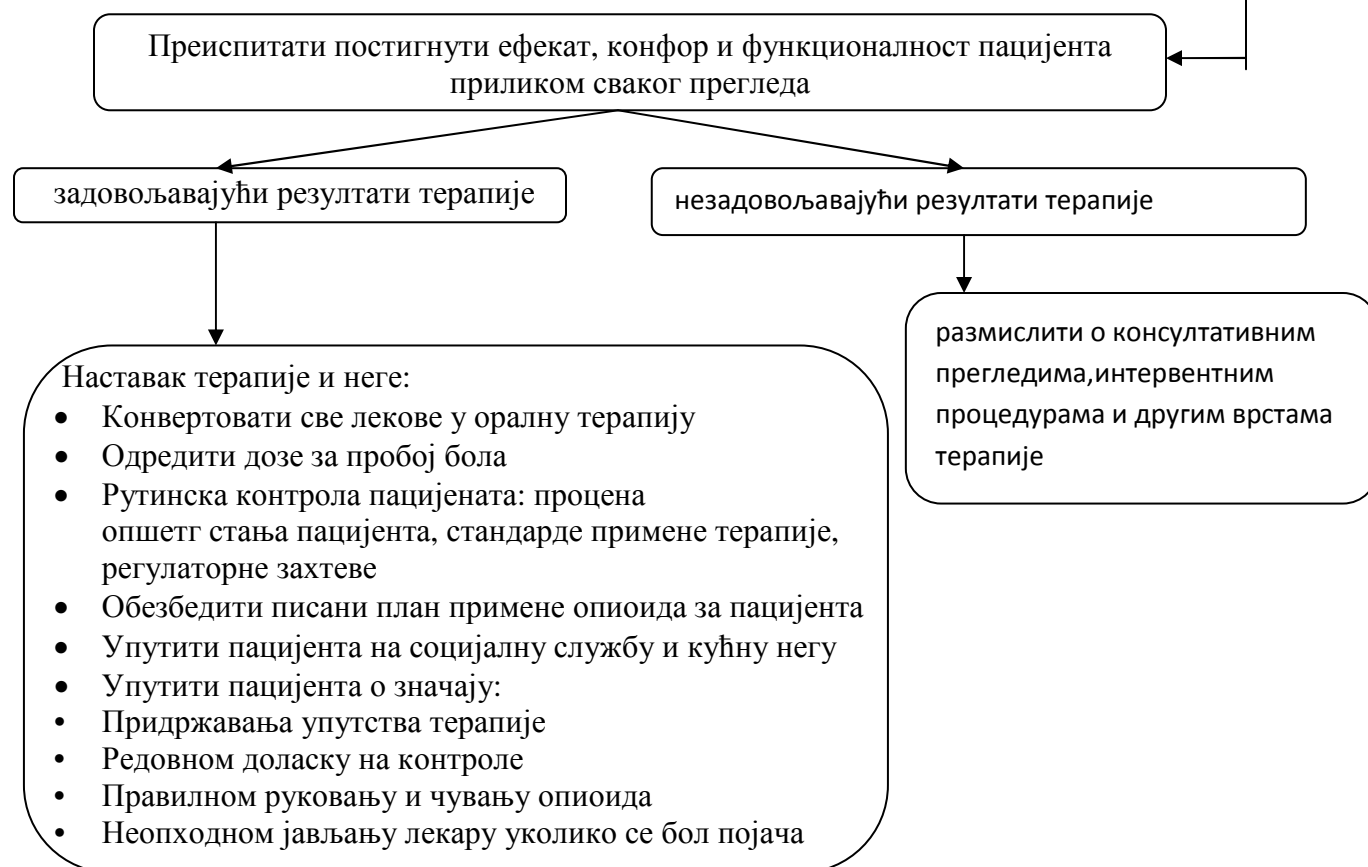 Преиспитати постигнути ефекат, конфор и функционалност пацијента
приликом сваког прегледа
задовољавајући резултати терапије
незадовољавајући резултати терапије
размислити о консултативним
прегледима,интервентним
процедурама и другим врстама
терапије
Наставак терапије и неге:
• Конвертовати све лекове у оралну терапију
• Одредити дозе за пробој бола
• Рутинска контрола пацијената: процена
општег стања пацијента, стандарде примене терапије,
регулаторне захтеве
• Обезбедити писани план примене опиоида за пацијента
• Упутити пацијента на социјалну службу и кућну негу
• Упутити пацијента о значају:
• Придржавања упутства терапије
• Редовном доласку на контроле
• Правилном руковању и чувању опиоида
• Неопходном јављању лекару уколико се бол појача